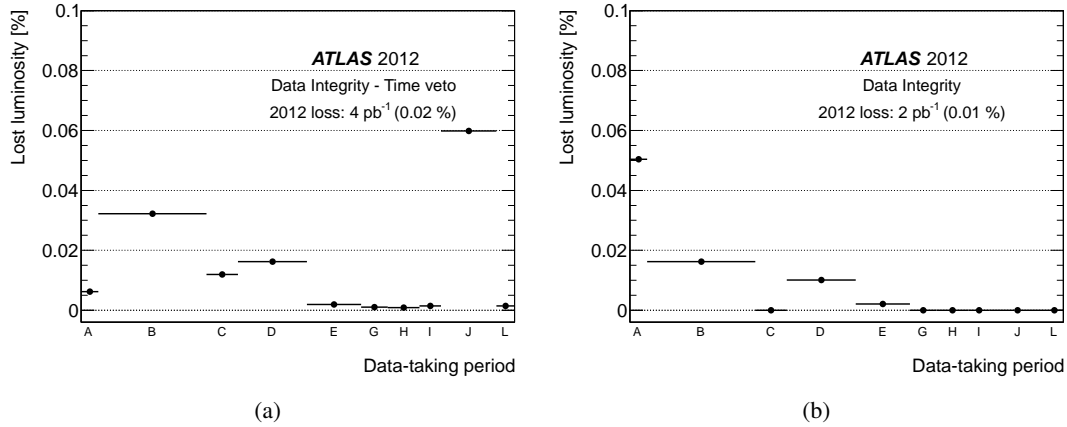 Lost luminosity [%]
0.1
0.08
0.06
0.04
0.02
0
ATLAS 2012
Data Integrity - Time veto
2012 loss: 4 pb-1 (0.02 %)
A B C D E G H I J L
Data-taking period
(a)
Lost luminosity [%]
0.1
0.08
0.06
0.04
0.02
0
ATLAS 2012
Data Integrity
2012 loss: 2 pb-1 (0.01 %)
A B C D E G H I J L
Data-taking period
(b)